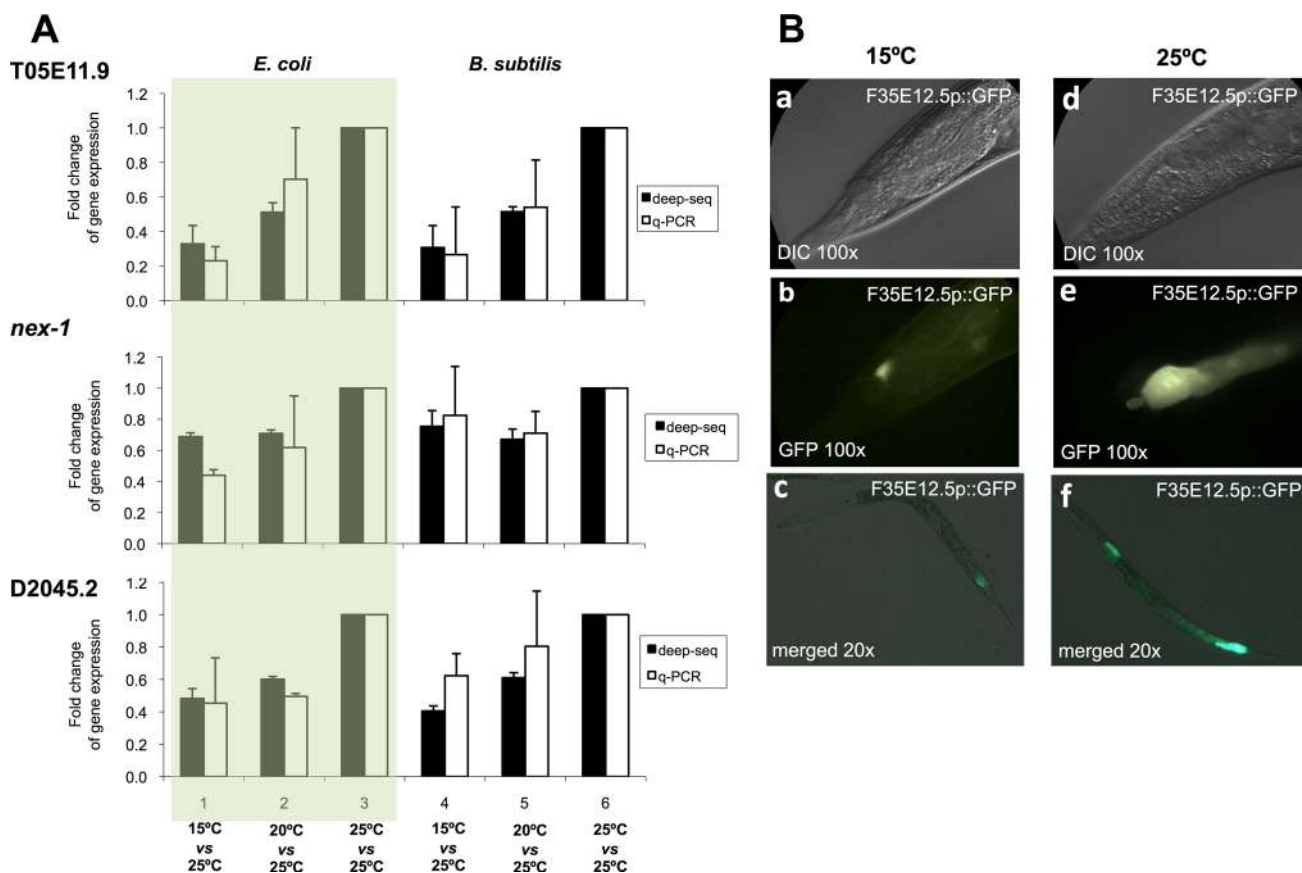 A
T05E11.9
E. coli
B. subtilis
Fold change
of gene expression
1.2
1.0
0.8
0.6
0.4
0.2
0.0
deep-seq
q-PCR
nex-1
Fold change
of gene expression
1.2
1.0
0.8
0.6
0.4
0.2
0.0
deep-seq
q-PCR
D2045.2
Fold change
of gene expression
1.2
1.0
0.8
0.6
0.4
0.2
0.0
deep-seq
q-PCR
1 2 3 4 5 6
15ºC 20ºC 25ºC 15ºC 20ºC 25ºC
vs vs vs vs vs vs
25ºC 25ºC 25ºC 25ºC 25ºC 25ºC
B
15ºC
25ºC
a
F35E12.5p::GFP
DIC 100x
d
F35E12.5p::GFP
DIC 100x
b
F35E12.5p::GFP
GFP 100x
e
F35E12.5p::GFP
GFP 100x
c
F35E12.5p::GFP
merged 20x
f
F35E12.5p::GFP
merged 20x